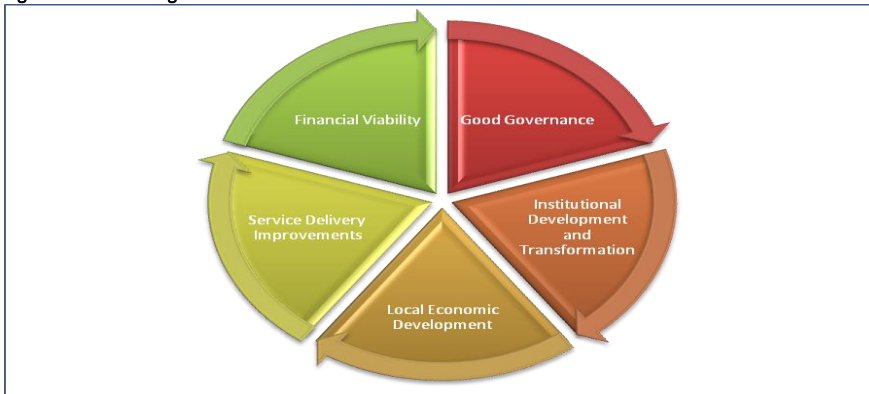 Financial Viability
Good Governance
Institutional
Development
and
Transformation
Local Economic
Development
Service Delivery
Improvements